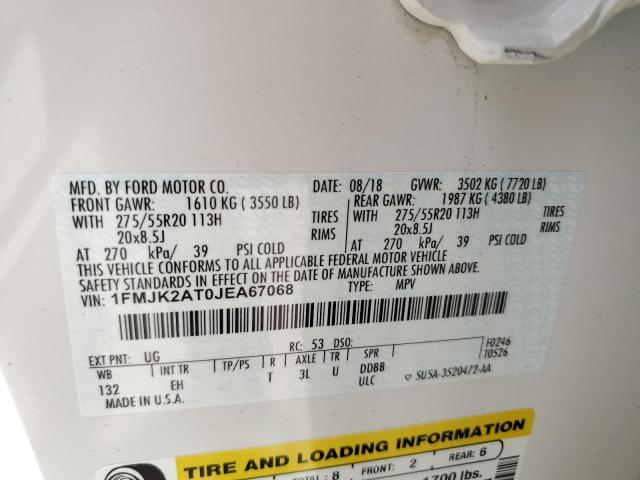 MFD. BY FORD MOTOR CO. DATE: 08/18 GVWR: 3502 KG ( 7720 LB)
FRONT GAWR: 1610 KG ( 3550 LB) REAR GAWR: 1987 KG ( 4380 LB)
WITH 275/55R20 113H TIRES 275/55R20 113H TIRES
20x8.5J RIMS 20x8.5J RIMS
AT 270 kPa/ 39 PSI COLD AT 270 kPa/ 39 PSI COLD
THIS VEHICLE CONFORMS TO ALL APPLICABLE FEDERAL MOTOR VEHICLE
SAFETY STANDARDS IN EFFECT ON THE DATE OF MANUFACTURE SHOWN ABOVE.
VIN: 1FMJK2AT0JEA67068 TYPE: MPV
EXT PNT: UG RC: 53 DSO: F0246
WB INT TR TP/PS R AXLE TR SPR T0526
132 EH T 3L U DDBB
ULC 5U5A-3520472-AA
MADE IN U.S.A.
TIRE AND LOADING INFORMATION
TOTAL: 8 FRONT: 2 REAR: 6
1700 lbs.